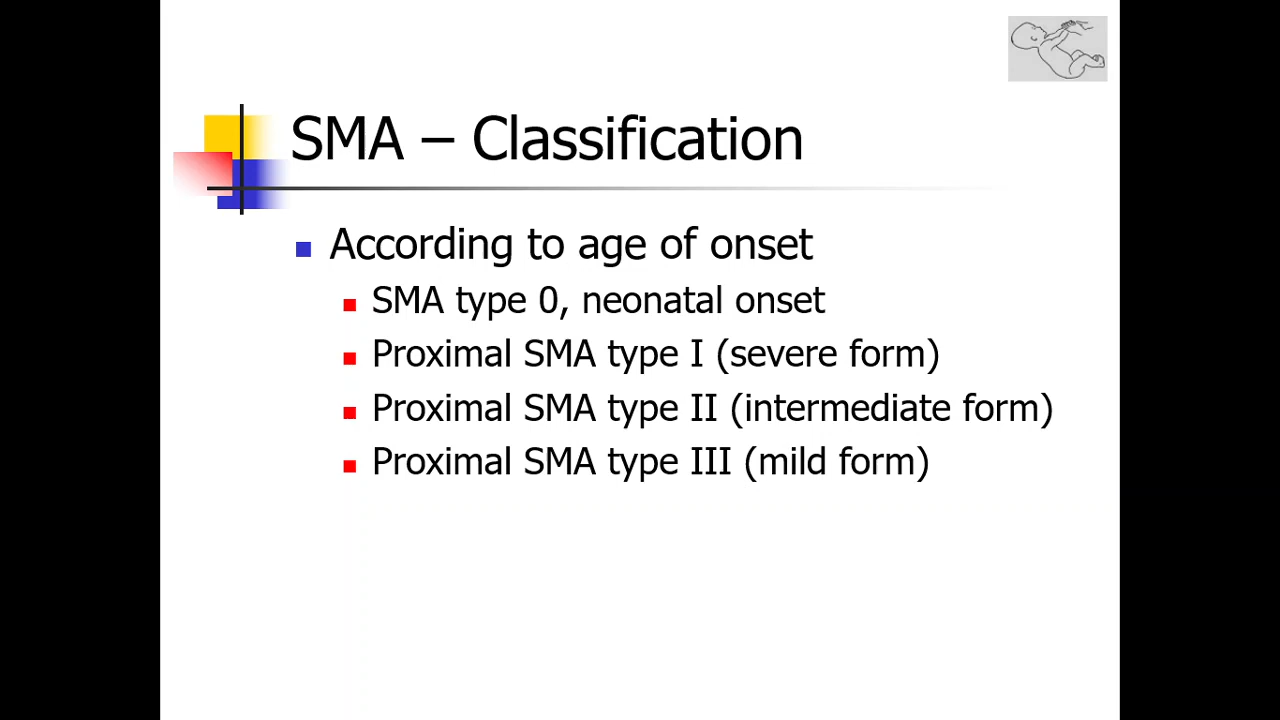 SMA – Classification
According to age of onset
SMA type 0, neonatal onset
Proximal SMA type I (severe form)
Proximal SMA type II (intermediate form)
Proximal SMA type III (mild form)